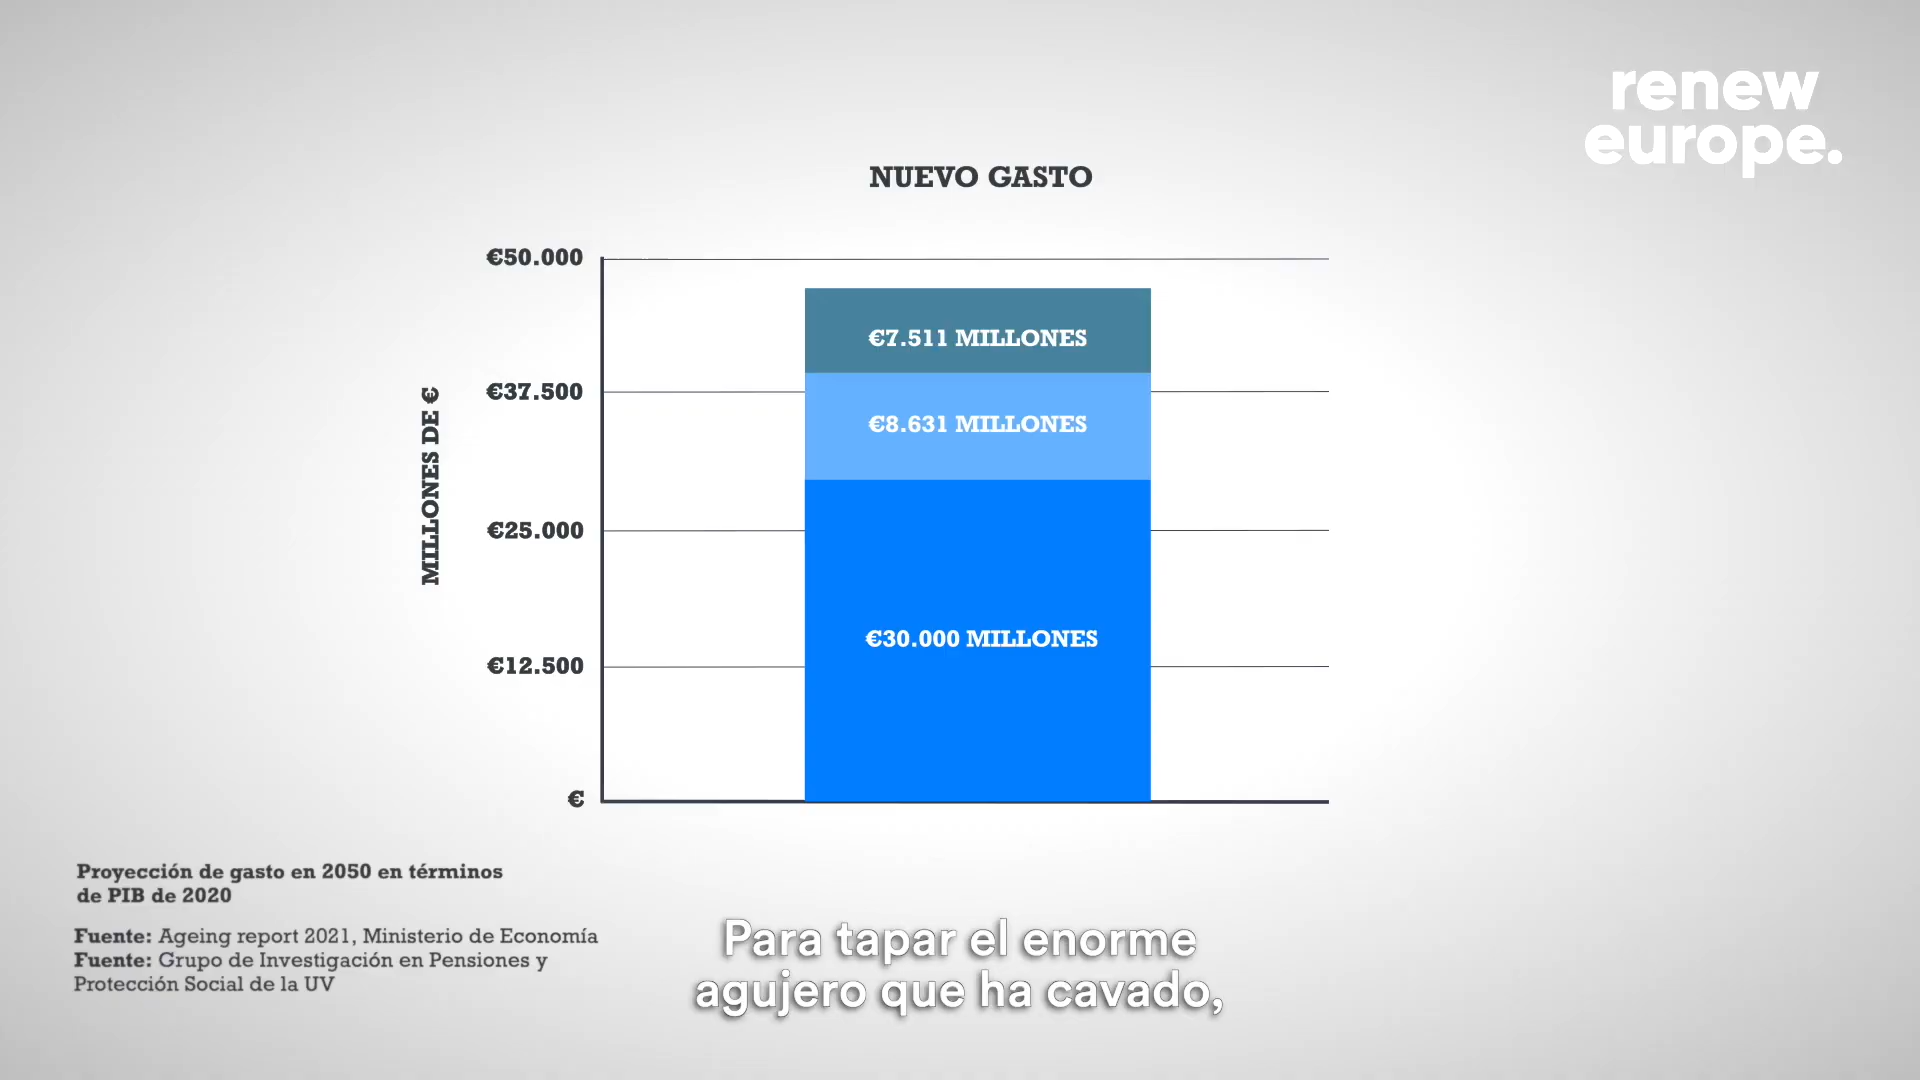 renew
europe.
NUEVO GASTO
€50.000
€7.511 MILLONES
€37.500
€8.631 MILLONES
MILLONES DE €
€25.000
€30.000 MILLONES
€12.500
€
Proyección de gasto en 2050 en términos
de PIB de 2020
Fuente: Ageing report 2021, Ministerio de Economía
Fuente: Grupo de Investigación en Pensiones y
Protección Social de la UV
Para tapar el enorme
agujero que ha cavado,